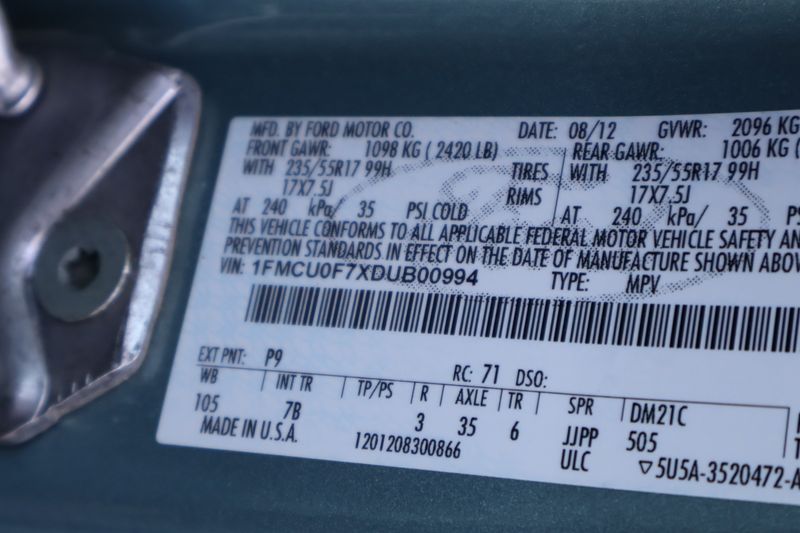 MFD. BY FORD MOTOR CO. DATE: 08/12 GVWR: 2096 KG
FRONT GAWR: 1098 KG ( 2420 LB) REAR GAWR: 1006 KG (
WITH 235/55R17 99H TIRES WITH 235/55R17 99H
17X7.5J RIMS 17X7.5J
AT 240 kPa/ 35 PSI COLD AT 240 kPa/ 35
THIS VEHICLE CONFORMS TO ALL APPLICABLE FEDERAL MOTOR VEHICLE SAFETY AN
PREVENTION STANDARDS IN EFFECT ON THE DATE OF MANUFACTURE SHOWN ABOV
VIN: 1FMCU0F7XDUB00994 TYPE: MPV
EXT PNT: P9 RC: 71 DSO:
WB INT TR TP/PS R AXLE TR SPR DM21C
105 7B 3 35 6 JJPP 505
MADE IN U.S.A. 1201208300866 ULC ▽5U5A-3520472-A